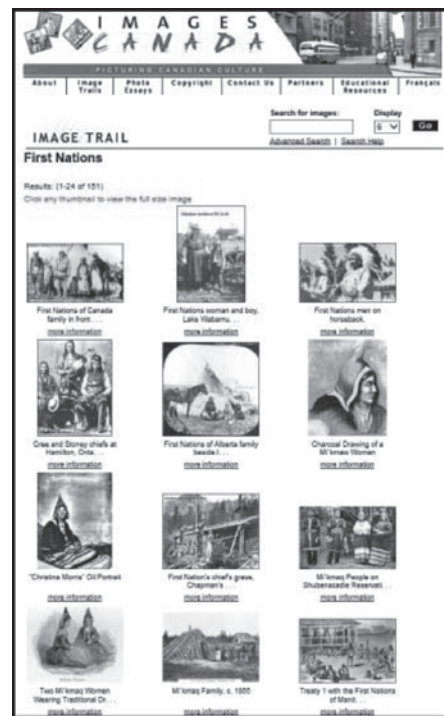 IMAGES
CANADA
PICTURING CANADIAN CULTURE
About
Image Trails
Photo Essays
Copyright
Contact Us
Partners
Educational Resources
Français
Search for images:
Display
6
Go
Advanced Search | Search Help
IMAGE TRAIL
First Nations
Results: (1-24 of 151)
Click any thumbnail to view the full size image
First Nations of Canada
family in front . . .
more information
First Nations woman and boy,
Lake Wabamu. . .
more information
First Nations men on
horseback.
more information
Cree and Stoney chiefs at
Hamilton, Onta. . .
more information
First Nations of Alberta family
beside t. . .
more information
Charcoal Drawing of a
Mi'kmaw Women
more information
"Christina Morris" Oil Portrait
more information
First Nation's chief's grave,
Chapman's . . .
more information
Mi'kmaq People on
Shubenacadie Reservati. . .
more information
Two Mi'kmaq Women
Wearing Traditional Dr. . .
more information
Mi'kmaq Family, c. 1850
more information
Treaty 1 with the First Nations
of Manit. . .
more information